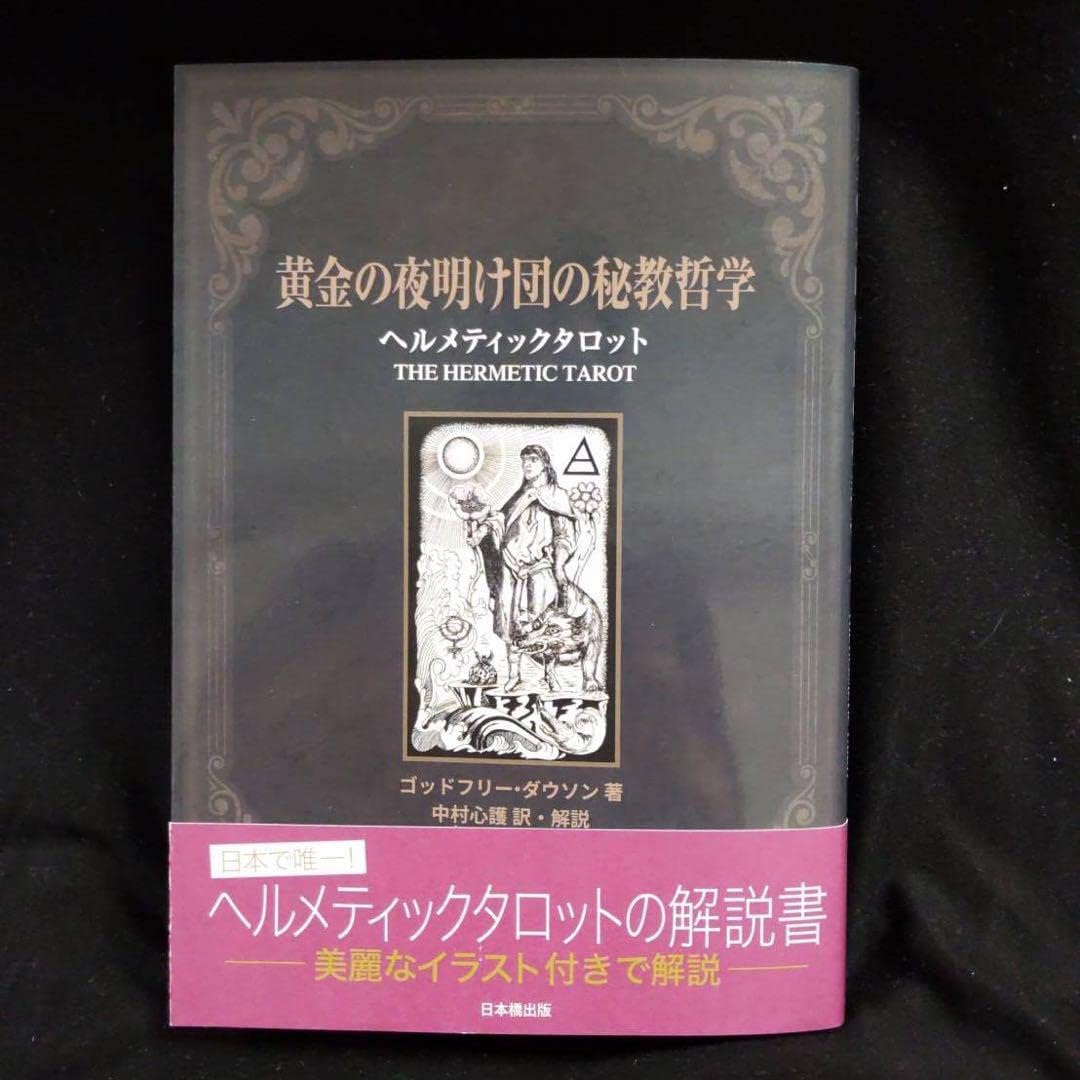 黄金の夜明け団の秘教哲学
ヘルメティックタロット
THE HERMETIC TAROT
ゴッドフリー・ダウソン 著
中村心護 訳・解説
日本で唯一!
ヘルメティックタロットの解説書
美麗なイラスト付きで解説
日本橋出版